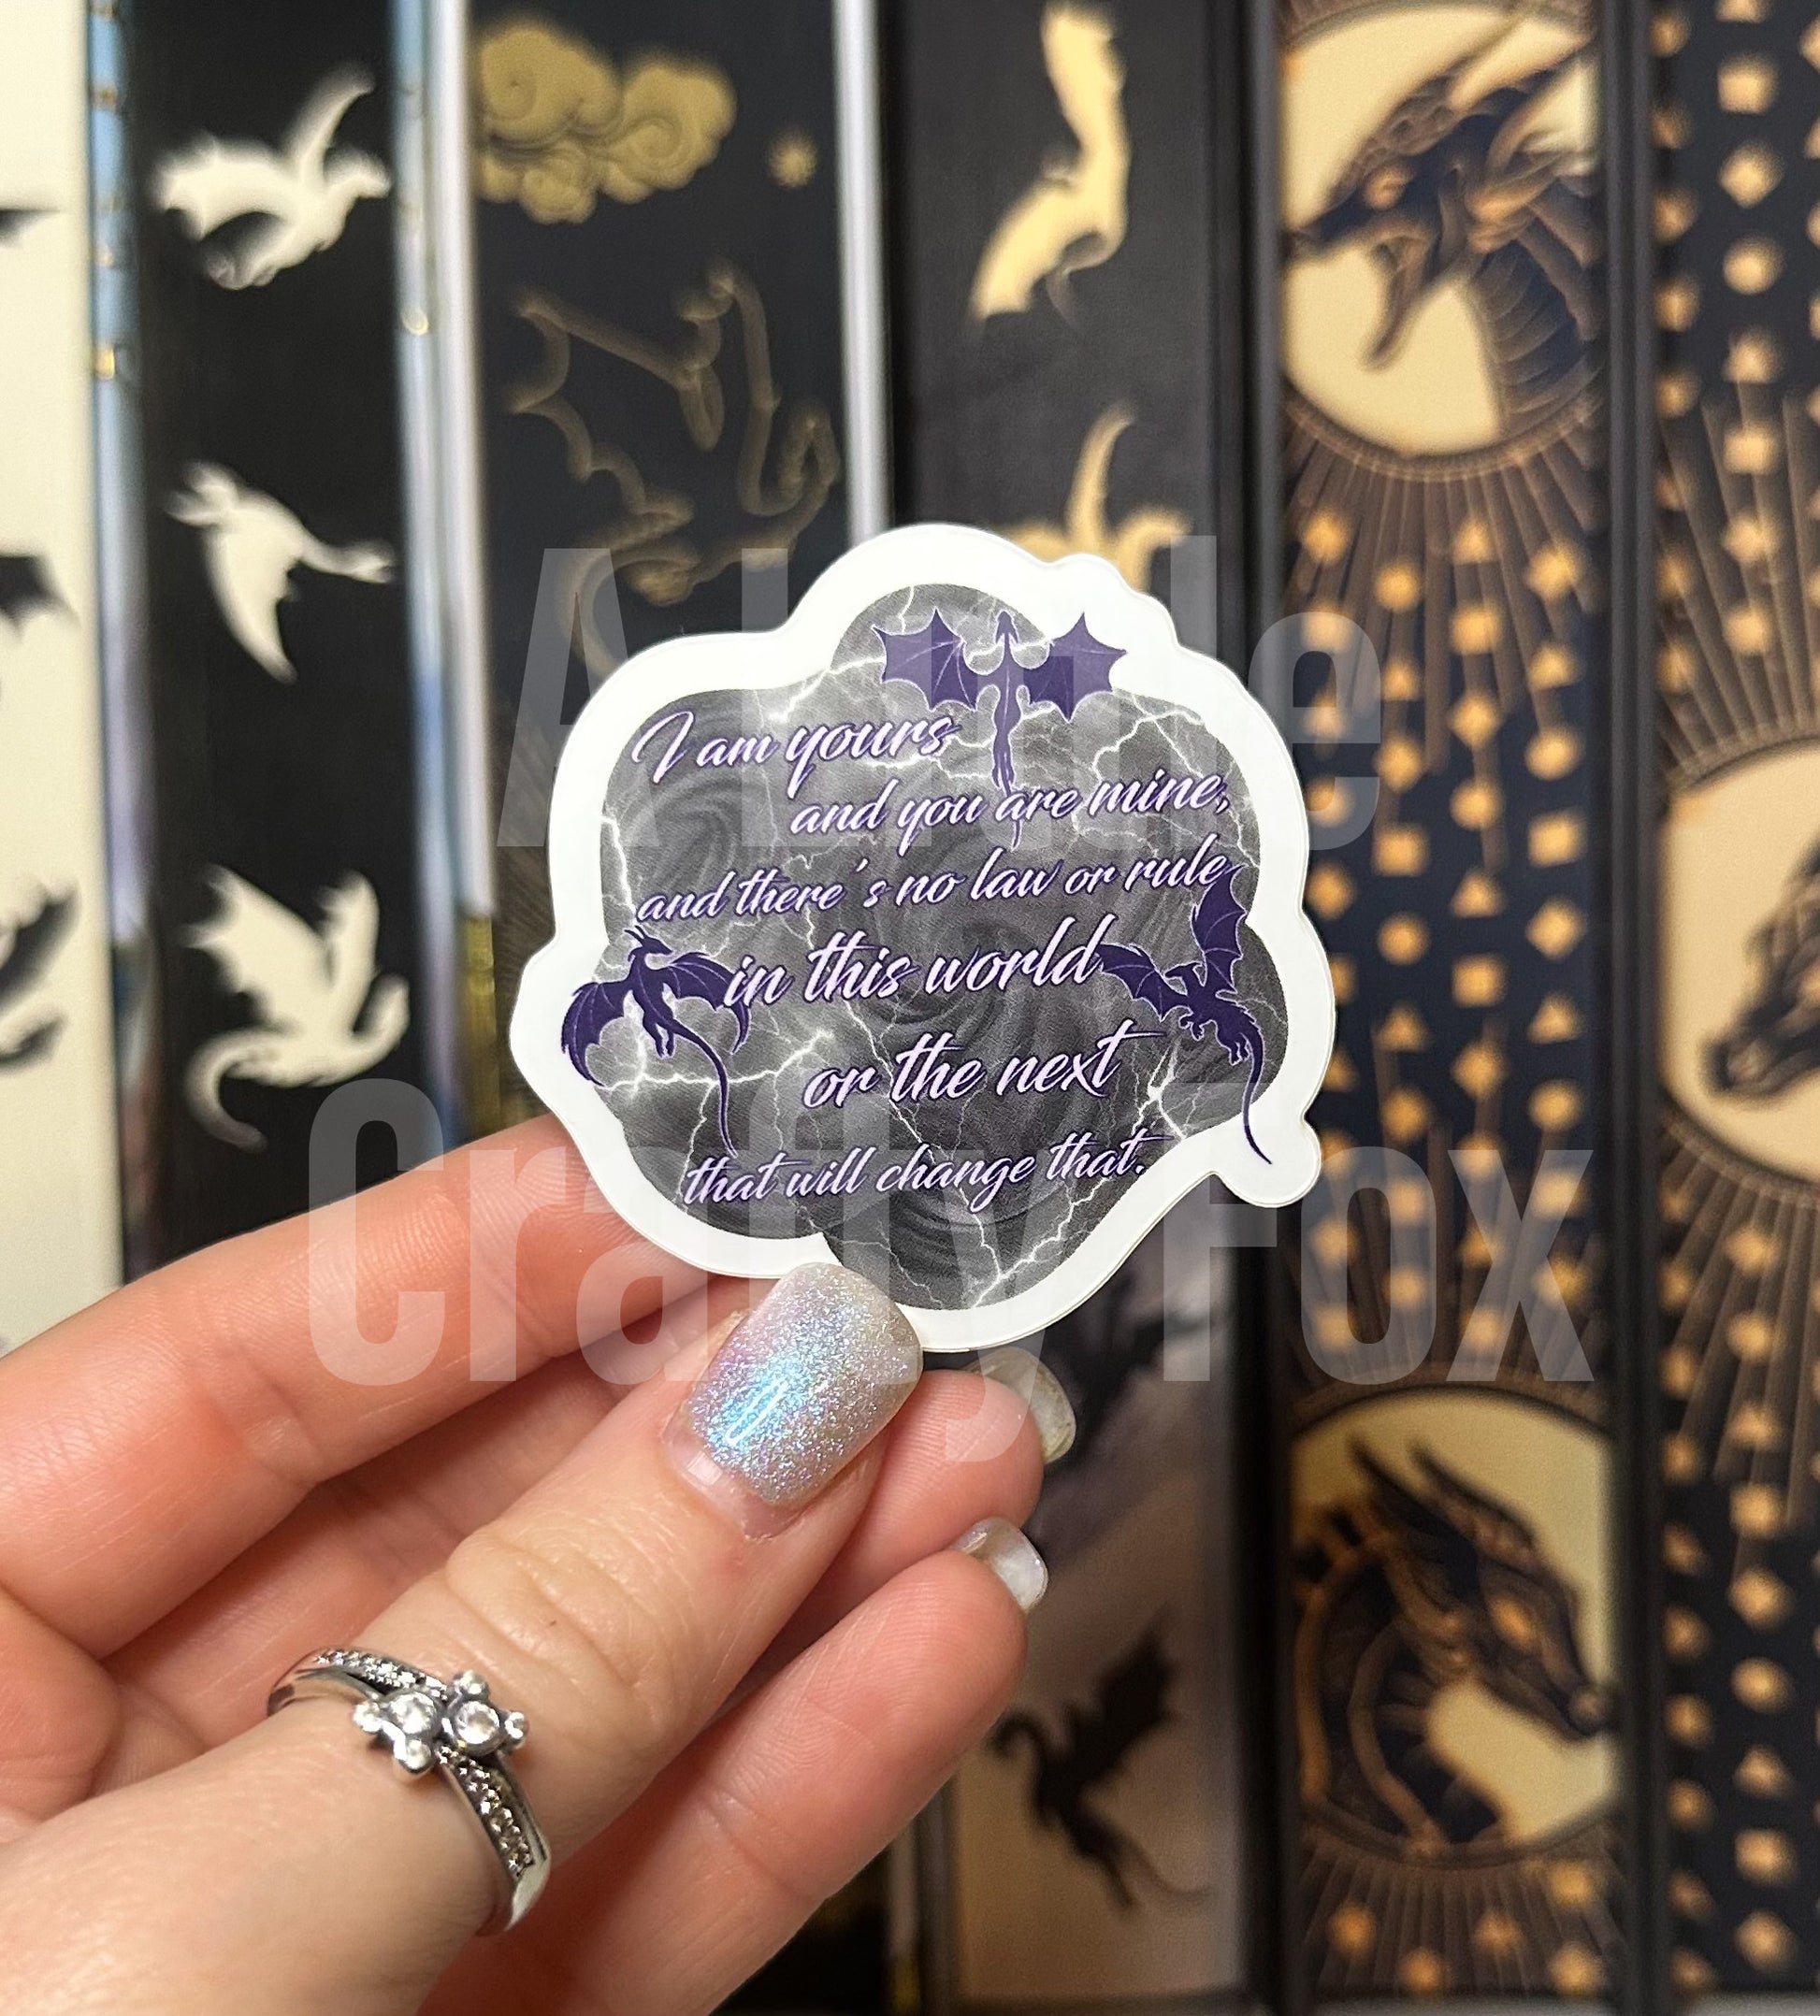 A Little
I am yours
and you are mine,
and there's no law or rule
in this world
or the next
that will change that.
Crafty Fox